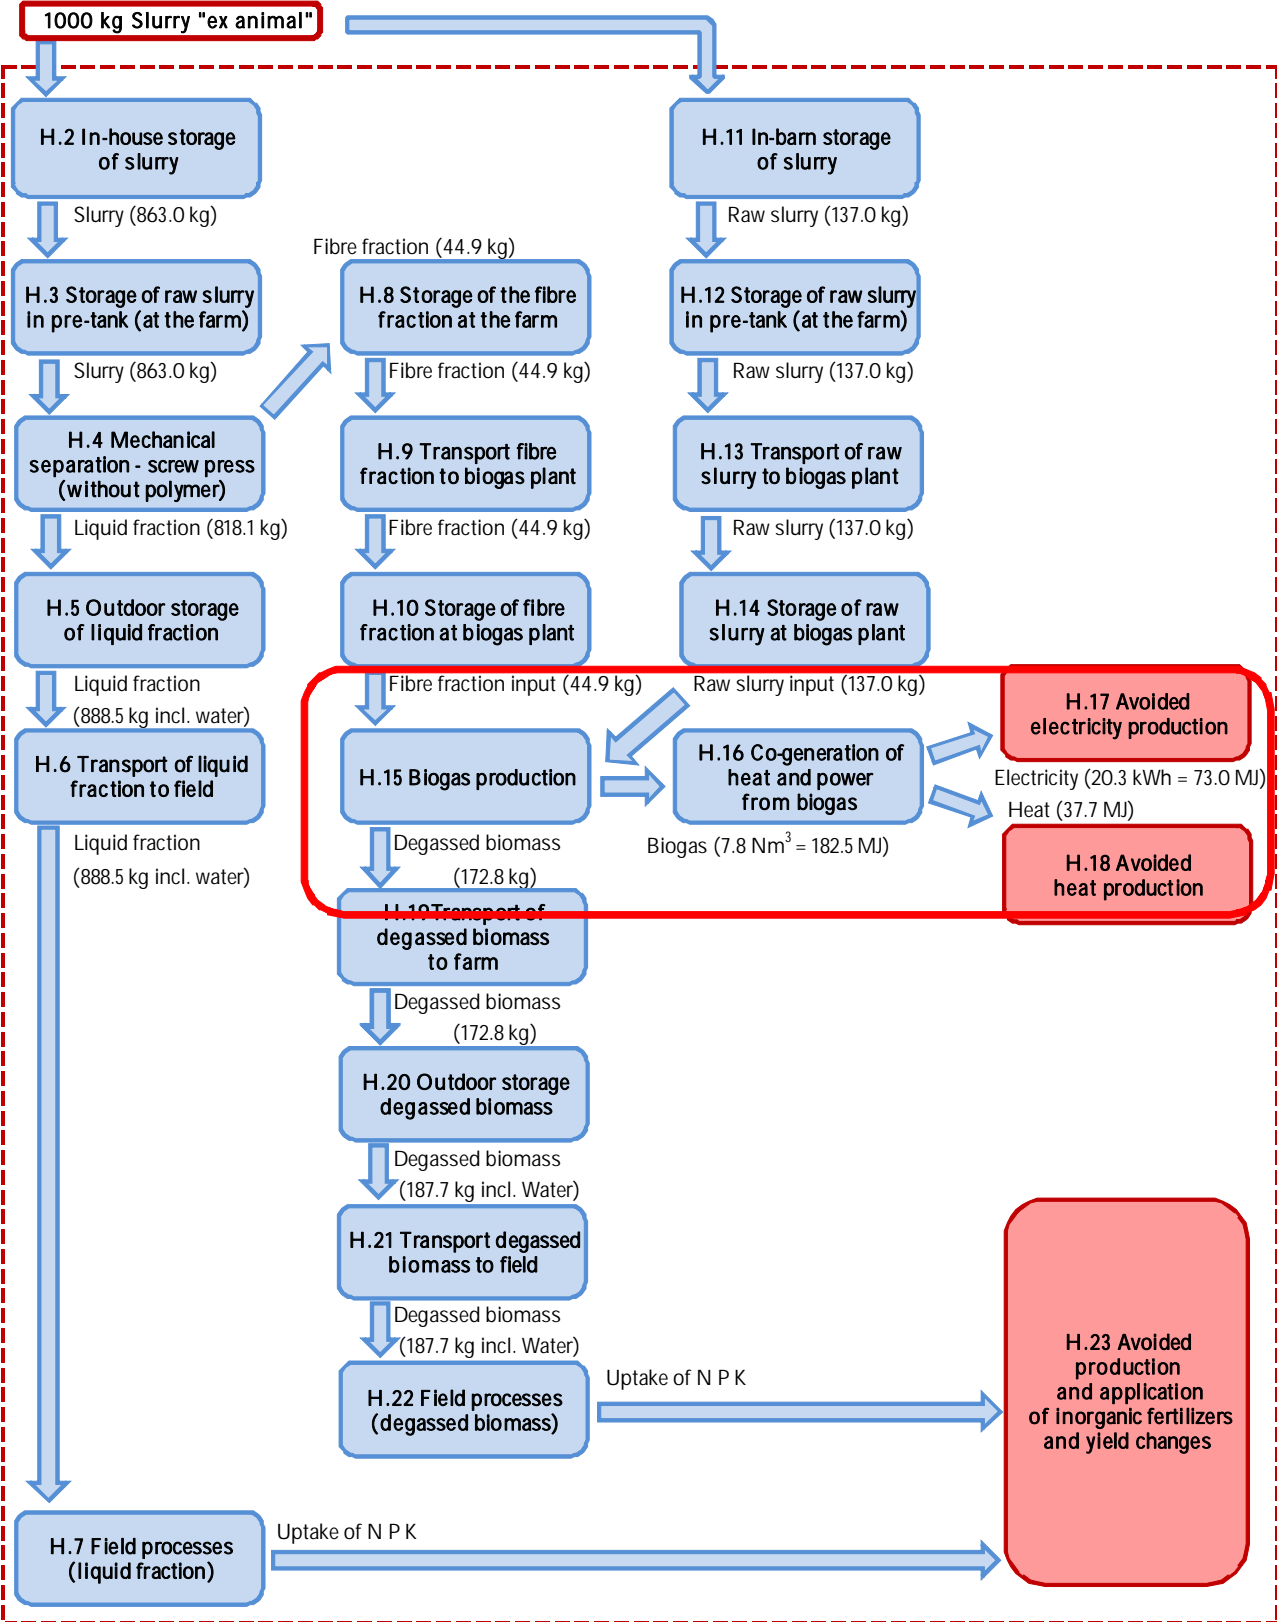 1000 kg Slurry "ex animal"
H.2 In-house storage
of slurry
H.11 In-barn storage
of slurry
Slurry (863.0 kg)
Raw slurry (137.0 kg)
Fibre fraction (44.9 kg)
H.3 Storage of raw slurry
in pre-tank (at the farm)
H.8 Storage of the fibre
fraction at the farm
H.12 Storage of raw slurry
in pre-tank (at the farm)
Slurry (863.0 kg)
Fibre fraction (44.9 kg)
Raw slurry (137.0 kg)
H.4 Mechanical
separation - screw press
(without polymer)
H.9 Transport fibre
fraction to biogas plant
H.13 Transport of raw
slurry to biogas plant
Liquid fraction (818.1 kg)
Fibre fraction (44.9 kg)
Raw slurry (137.0 kg)
H.5 Outdoor storage
of liquid fraction
H.10 Storage of fibre
fraction at biogas plant
H.14 Storage of raw
slurry at biogas plant
Liquid fraction
(888.5 kg incl. water)
Fibre fraction input (44.9 kg)
Raw slurry input (137.0 kg)
H.17 Avoided
electricity production
H.6 Transport of liquid
fraction to field
H.15 Biogas production
H.16 Co-generation of
heat and power
from biogas
Electricity (20.3 kWh = 73.0 MJ)
Heat (37.7 MJ)
Liquid fraction
(888.5 kg incl. water)
Degassed biomass
(172.8 kg)
Biogas (7.8 Nm³ = 182.5 MJ)
H.18 Avoided
heat production
H.19 Transport of
degassed biomass
to farm
Degassed biomass
(172.8 kg)
H.20 Outdoor storage
degassed biomass
Degassed biomass
(187.7 kg incl. Water)
H.21 Transport degassed
biomass to field
Degassed biomass
(187.7 kg incl. Water)
H.22 Field processes
(degassed biomass)
Uptake of N P K
H.23 Avoided
production
and application
of inorganic fertilizers
and yield changes
H.7 Field processes
(liquid fraction)
Uptake of N P K